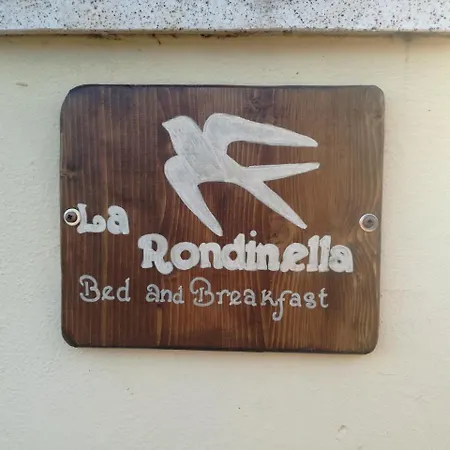 La
Rondinella
Bed and Breakfast